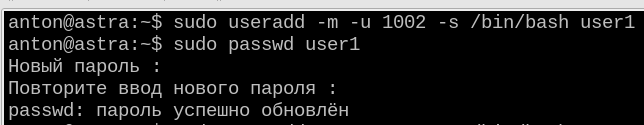 anton@astra:~$ sudo useradd -m -u 1002 -s /bin/bash user1
anton@astra:~$ sudo passwd user1
Новый пароль :
Повторите ввод нового пароля :
passwd: пароль успешно обновлён